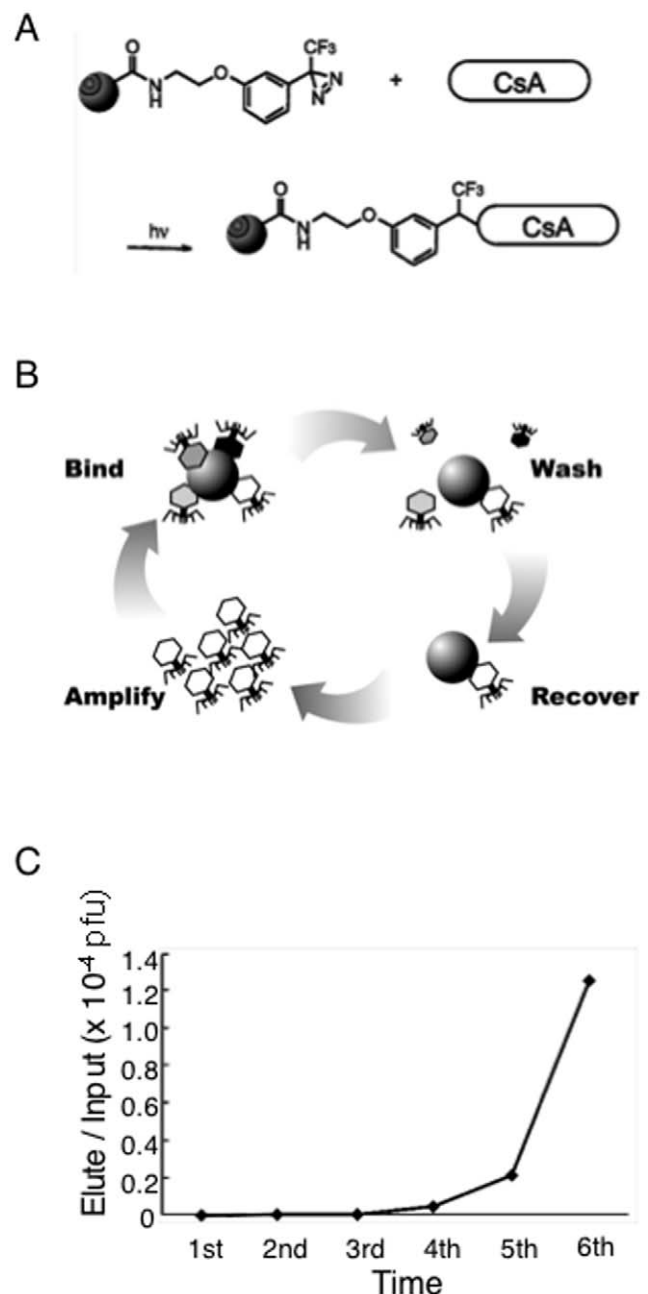 A
O
N
H
O
CF3
N
N
+
CsA
hν
O
N
H
O
CF3
CsA
B
Bind
Wash
Amplify
Recover
C
Elute / Input (x 10-4 pfu)
1.4
1.2
1.0
0.8
0.6
0.4
0.2
0
1st 2nd 3rd 4th 5th 6th
Time